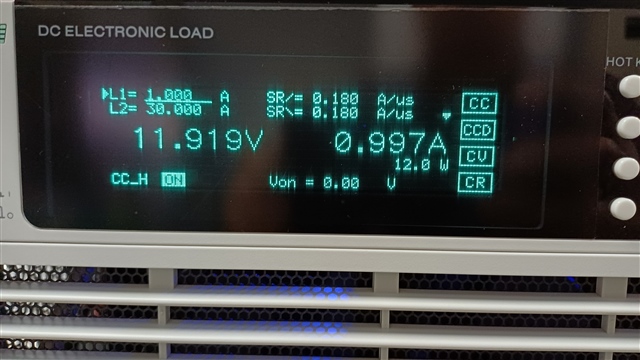 DC ELECTRONIC LOAD
HOT K
L1= 1.000 A SR/= 0.180 A/us
L2= 30.000 A SR\= 0.180 A/us
CC
CCD
11.919V 0.997A
12.0 W
CV
CC_H ON Von = 0.00 V
CR